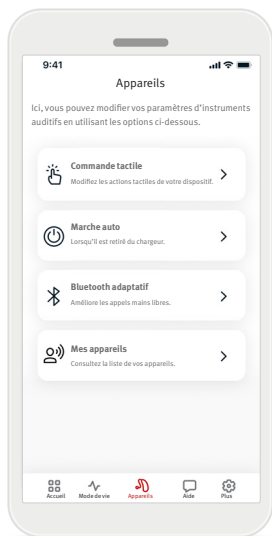 9:41
Appareils
Ici, vous pouvez modifier vos paramètres d'instruments
auditifs en utilisant les options ci-dessous.
Commande tactile
Modifiez les actions tactiles de votre dispositif.
Marche auto
Lorsqu'il est retiré du chargeur.
Bluetooth adaptatif
Améliore les appels mains libres.
Mes appareils
Consultez la liste de vos appareils.
Accueil Mode de vie Appareils Aide Plus